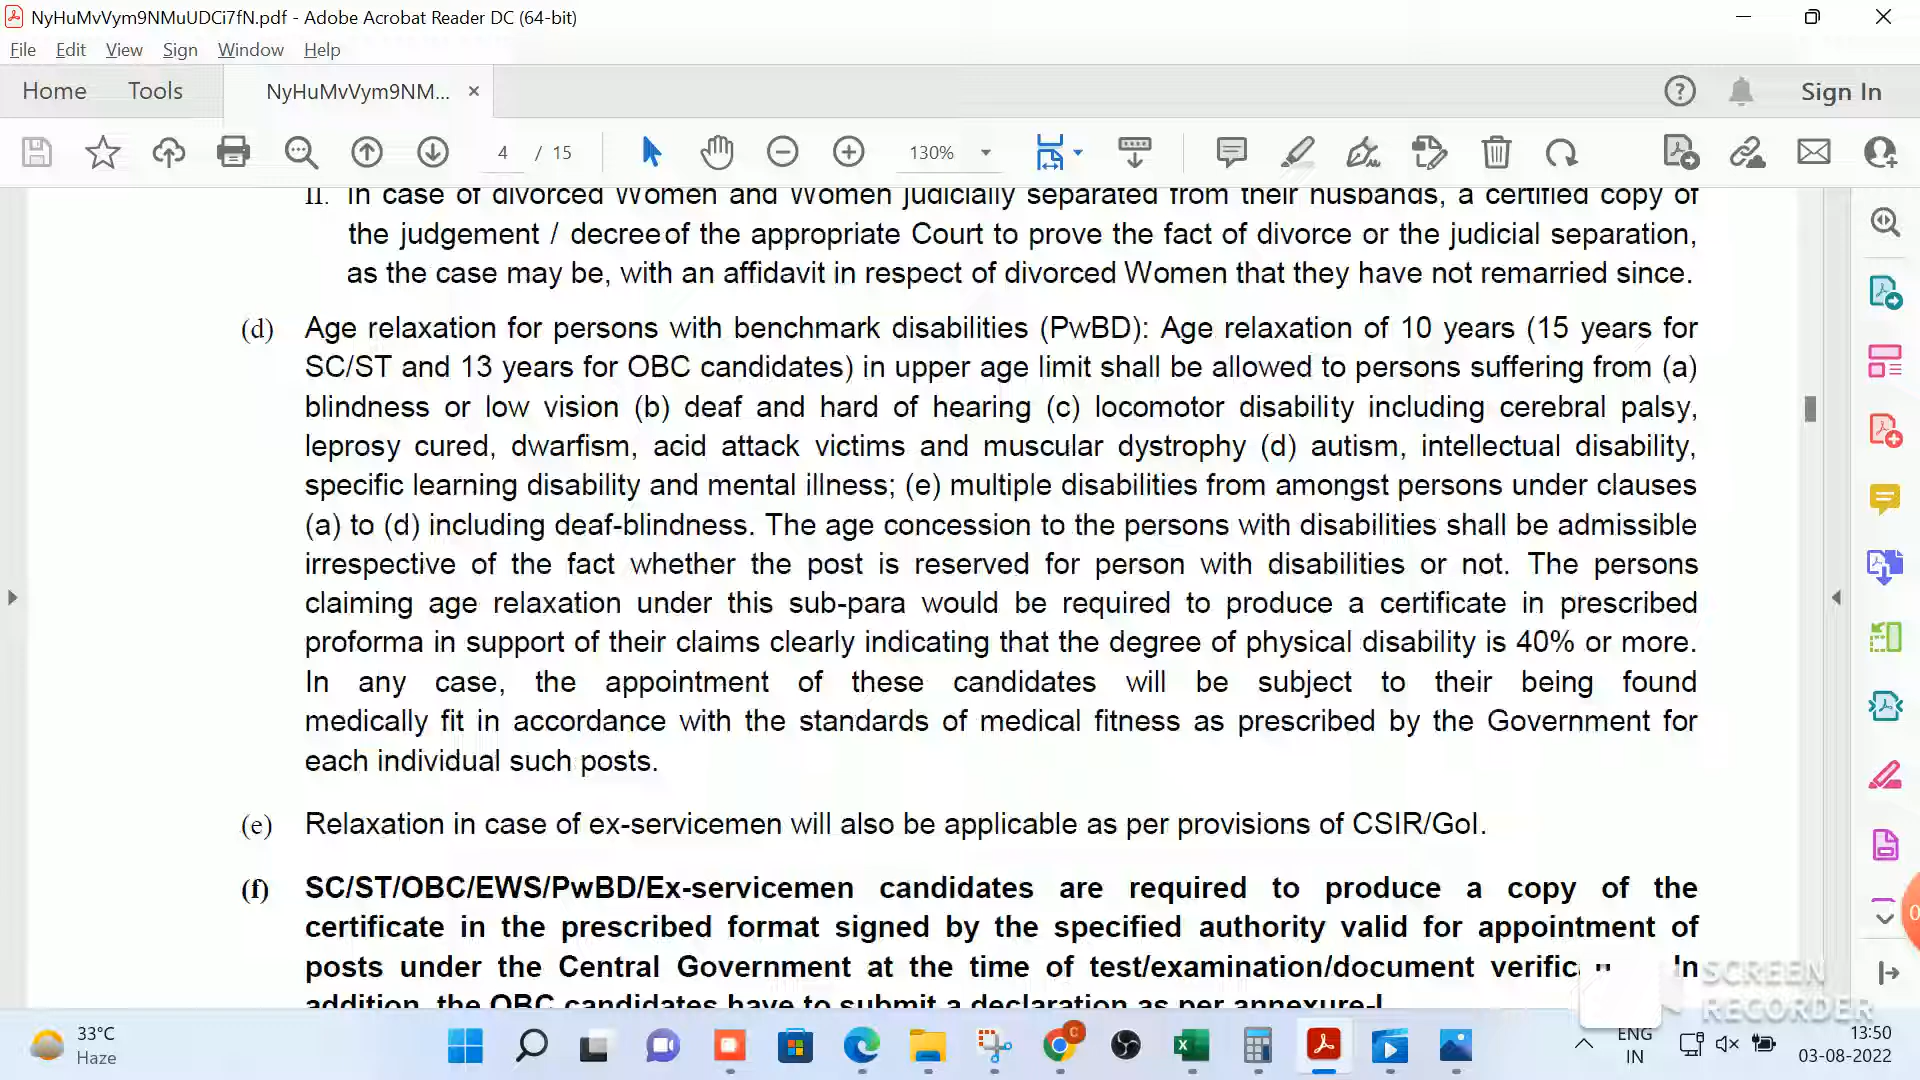 NyHuMvVym9NMuUDCi7fN.pdf - Adobe Acrobat Reader DC (64-bit)
File Edit View Sign Window Help
Home Tools NyHuMvVym9NM... × Sign In
4 / 15 130%
II. In case of divorced Women and Women judicially separated from their husbands, a certified copy of
the judgement / decreeof the appropriate Court to prove the fact of divorce or the judicial separation,
as the case may be, with an affidavit in respect of divorced Women that they have not remarried since.
(d) Age relaxation for persons with benchmark disabilities (PwBD): Age relaxation of 10 years (15 years for
SC/ST and 13 years for OBC candidates) in upper age limit shall be allowed to persons suffering from (a)
blindness or low vision (b) deaf and hard of hearing (c) locomotor disability including cerebral palsy,
leprosy cured, dwarfism, acid attack victims and muscular dystrophy (d) autism, intellectual disability,
specific learning disability and mental illness; (e) multiple disabilities from amongst persons under clauses
(a) to (d) including deaf-blindness. The age concession to the persons with disabilities shall be admissible
irrespective of the fact whether the post is reserved for person with disabilities or not. The persons
claiming age relaxation under this sub-para would be required to produce a certificate in prescribed
proforma in support of their claims clearly indicating that the degree of physical disability is 40% or more.
In any case, the appointment of these candidates will be subject to their being found
medically fit in accordance with the standards of medical fitness as prescribed by the Government for
each individual such posts.
(e) Relaxation in case of ex-servicemen will also be applicable as per provisions of CSIR/GoI.
(f) SC/ST/OBC/EWS/PwBD/Ex-servicemen candidates are required to produce a copy of the
certificate in the prescribed format signed by the specified authority valid for appointment of
posts under the Central Government at the time of test/examination/document In
addition, the OBC candidates have to submit a declaration as per annexure-I
SCREEN
RECORDER
33°C
Haze
ENG
IN
13:50
03-08-2022